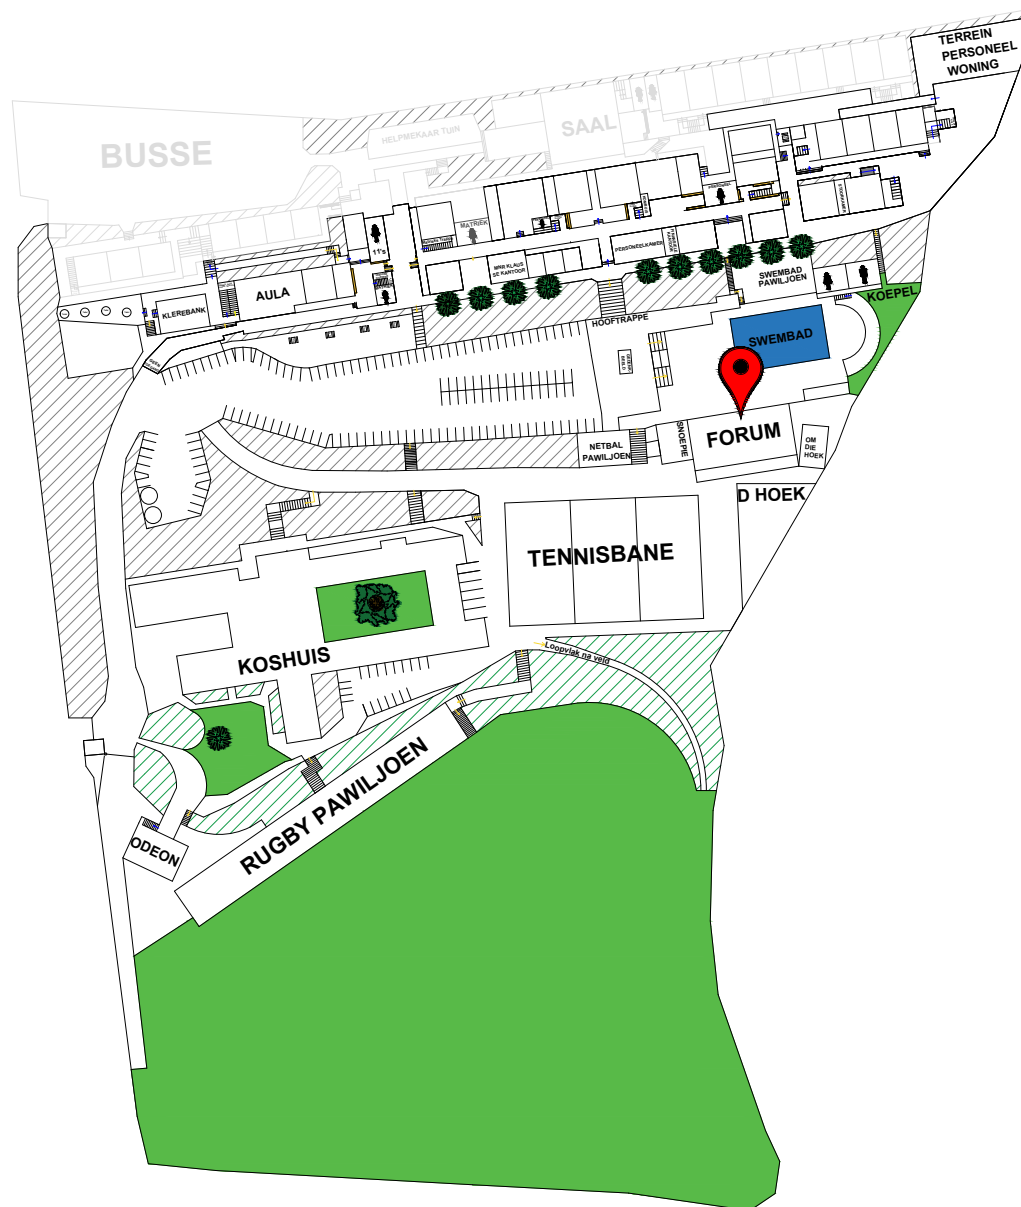 TERREIN
PERSONEEL
WONING
BUSSE
HELPMEKAAR TUIN
SAAL
MATRIEK
11's
PERSONEELKAMER
MNR KLAUS
SE KANTOOR
AULA
KLEREBANK
SWEMBAD
PAWILJOEN
KOEPEL
HOOFTRAPPE
SWEMBAD
SNOEPIE
FORUM
OM
DIE
HOEK
NETBAL
PAWILJOEN
D HOEK
TENNISBANE
KOSHUIS
Loopvlak na veld
RUGBY PAWILJOEN
ODEON